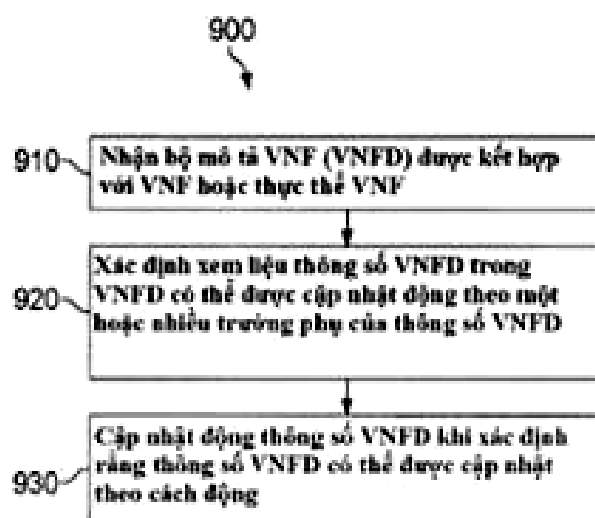 900
910
Nhận bộ mô tả VNF (VNFD) được kết hợp
với VNF hoặc thực thể VNF
920
Xác định xem liệu thông số VNFD trong
VNFD có thể được cập nhật động theo một
hoặc nhiều trường phụ của thông số VNFD
930
Cập nhật động thông số VNFD khi xác định
rằng thông số VNFD có thể được cập nhật
theo cách động